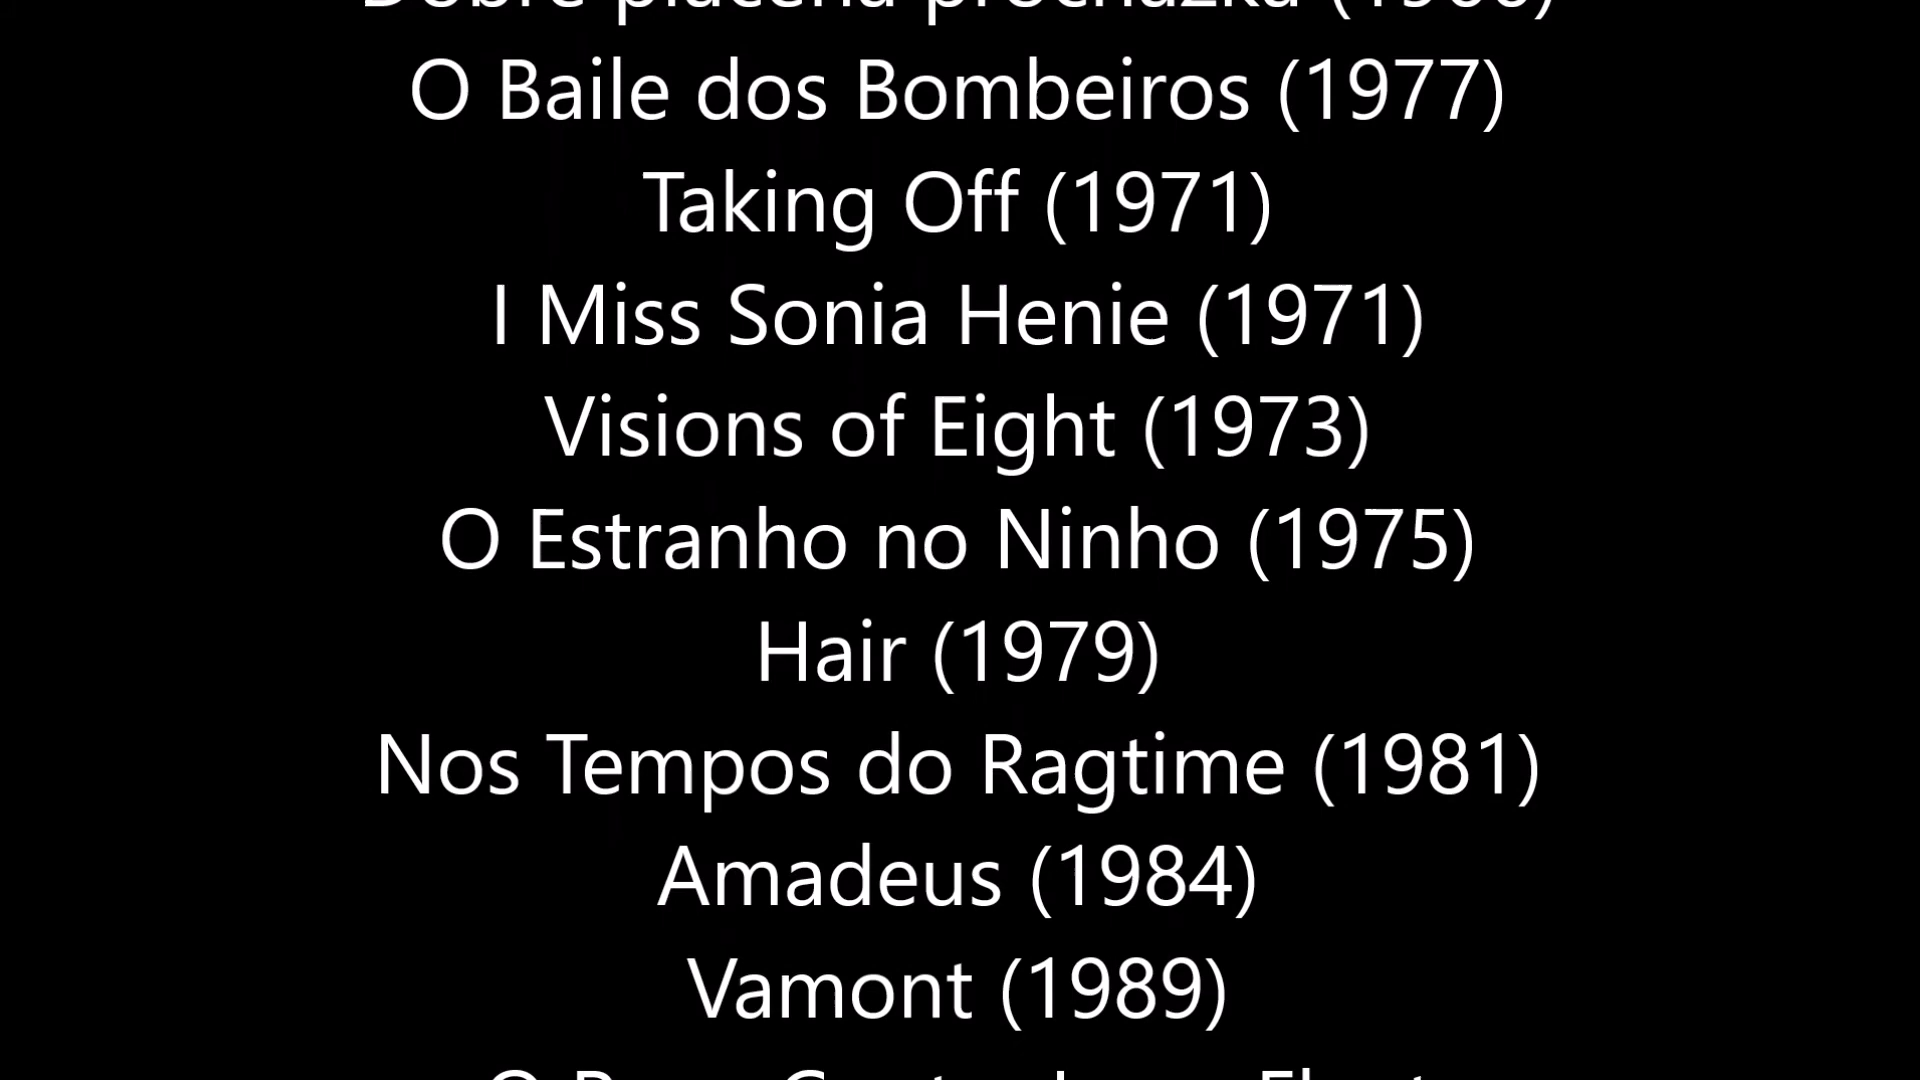 O Baile dos Bombeiros (1977)
Taking Off (1971)
I Miss Sonia Henie (1971)
Visions of Eight (1973)
O Estranho no Ninho (1975)
Hair (1979)
Nos Tempos do Ragtime (1981)
Amadeus (1984)
Vamont (1989)